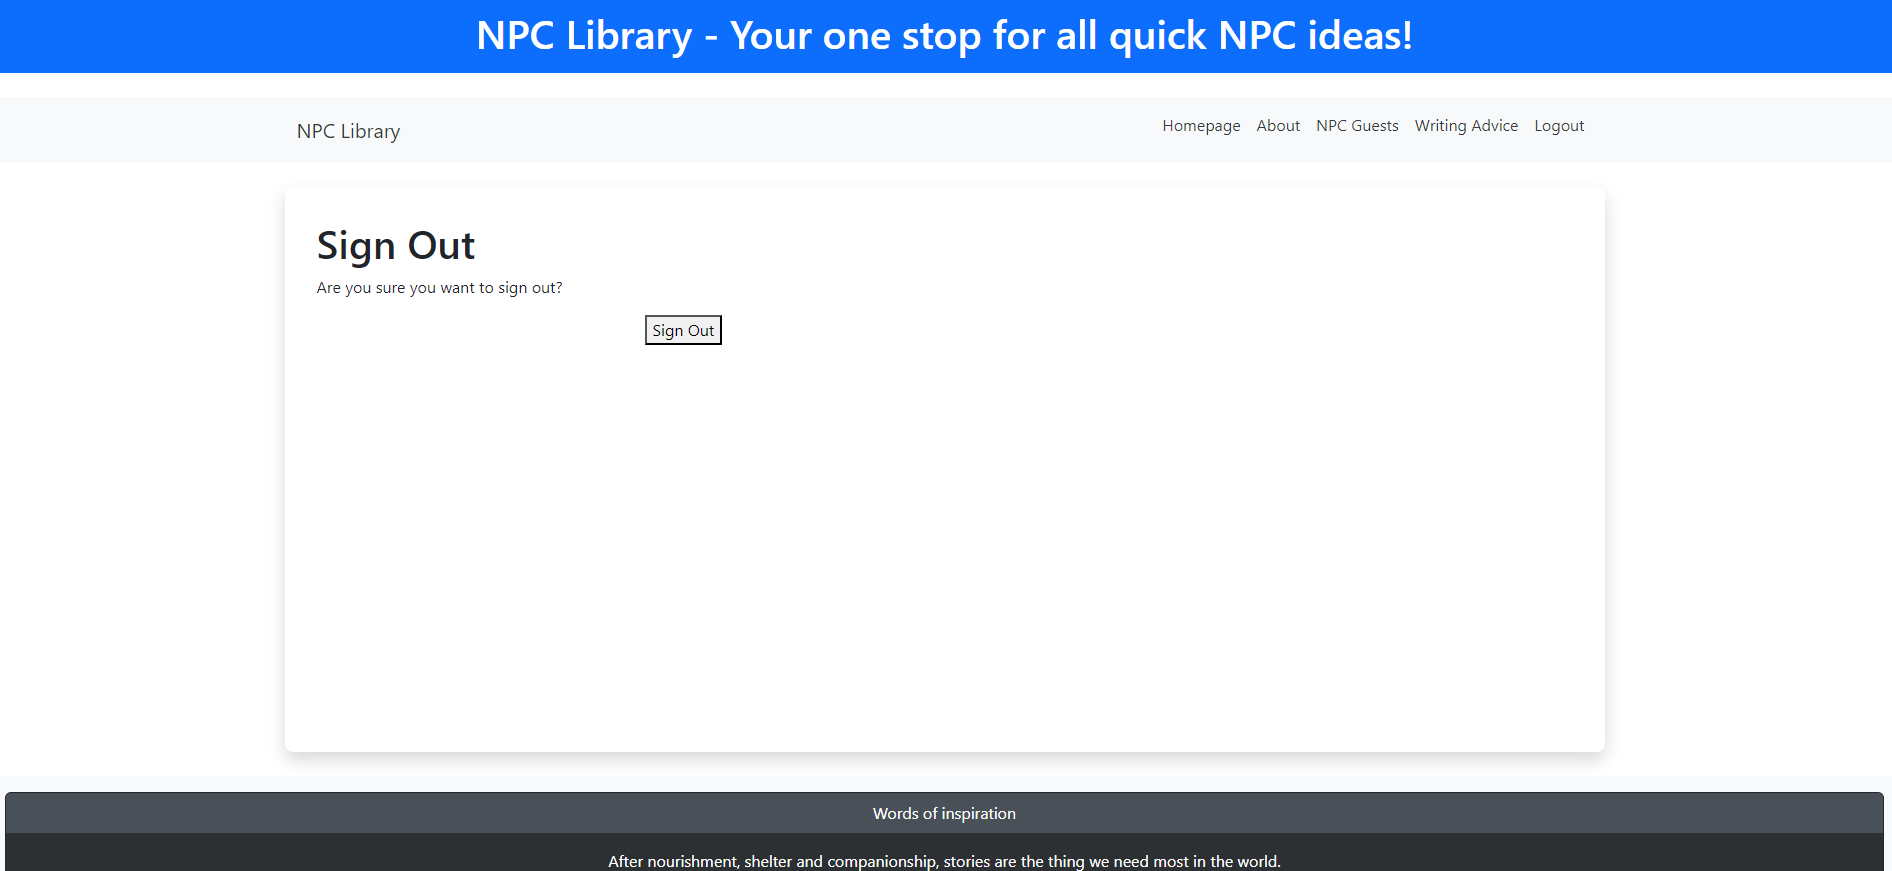 NPC Library - Your one stop for all quick NPC ideas!
NPC Library
Homepage About NPC Guests Writing Advice Logout
Sign Out
Are you sure you want to sign out?
Sign Out
Words of inspiration
After nourishment, shelter and companionship, stories are the thing we need most in the world.